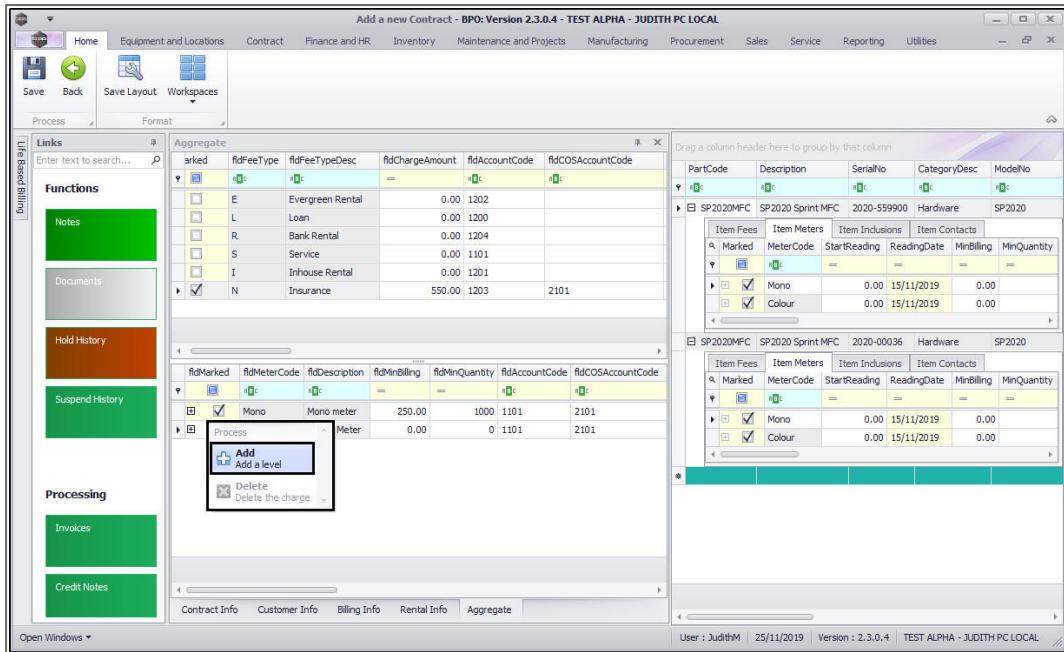 Add a new Contract - BPO: Version 2.3.0.4 - TEST ALPHA - JUDITH PC LOCAL
Home Equipment and Locations Contract Finance and HR Inventory Maintenance and Projects Manufacturing Procurement Sales Service Reporting Utilities
Save Back Save Layout Workspaces
Process Format
Life Based Billing
Links
Enter text to search...
Functions
Notes
Documents
Hold History
Suspend History
Processing
Invoices
Credit Notes
Aggregate
arked fldFeeType fldFeeTypeDesc fldChargeAmount fldAccountCode fldCOSAccountCode
E Evergreen Rental 0.00 1202
L Loan 0.00 1200
R Bank Rental 0.00 1204
S Service 0.00 1101
I Inhouse Rental 0.00 1201
N Insurance 550.00 1203 2101
fldMarked fldMeterCode fldDescription fldMinBilling fldMinQuantity fldAccountCode fldCOSAccountCode
Mono Mono meter 250.00 1000 1101 2101
Meter 0.00 0 1101 2101
Process
Add
Add a level
Delete
Delete the charge
Contract Info Customer Info Billing Info Rental Info Aggregate
Drag a column header here to group by that column
PartCode Description SerialNo CategoryDesc ModelNo
SP2020MFC SP2020 Sprint MFC 2020-559900 Hardware SP2020
Item Fees Item Meters Item Inclusions Item Contacts
Marked MeterCode StartReading ReadingDate MinBilling MinQuantity
Mono 0.00 15/11/2019 0.00
Colour 0.00 15/11/2019 0.00
SP2020MFC SP2020 Sprint MFC 2020-00036 Hardware SP2020
Item Fees Item Meters Item Inclusions Item Contacts
Marked MeterCode StartReading ReadingDate MinBilling MinQuantity
Mono 0.00 15/11/2019 0.00
Colour 0.00 15/11/2019 0.00
Open Windows
User : JudithM 25/11/2019 Version : 2.3.0.4 TEST ALPHA - JUDITH PC LOCAL